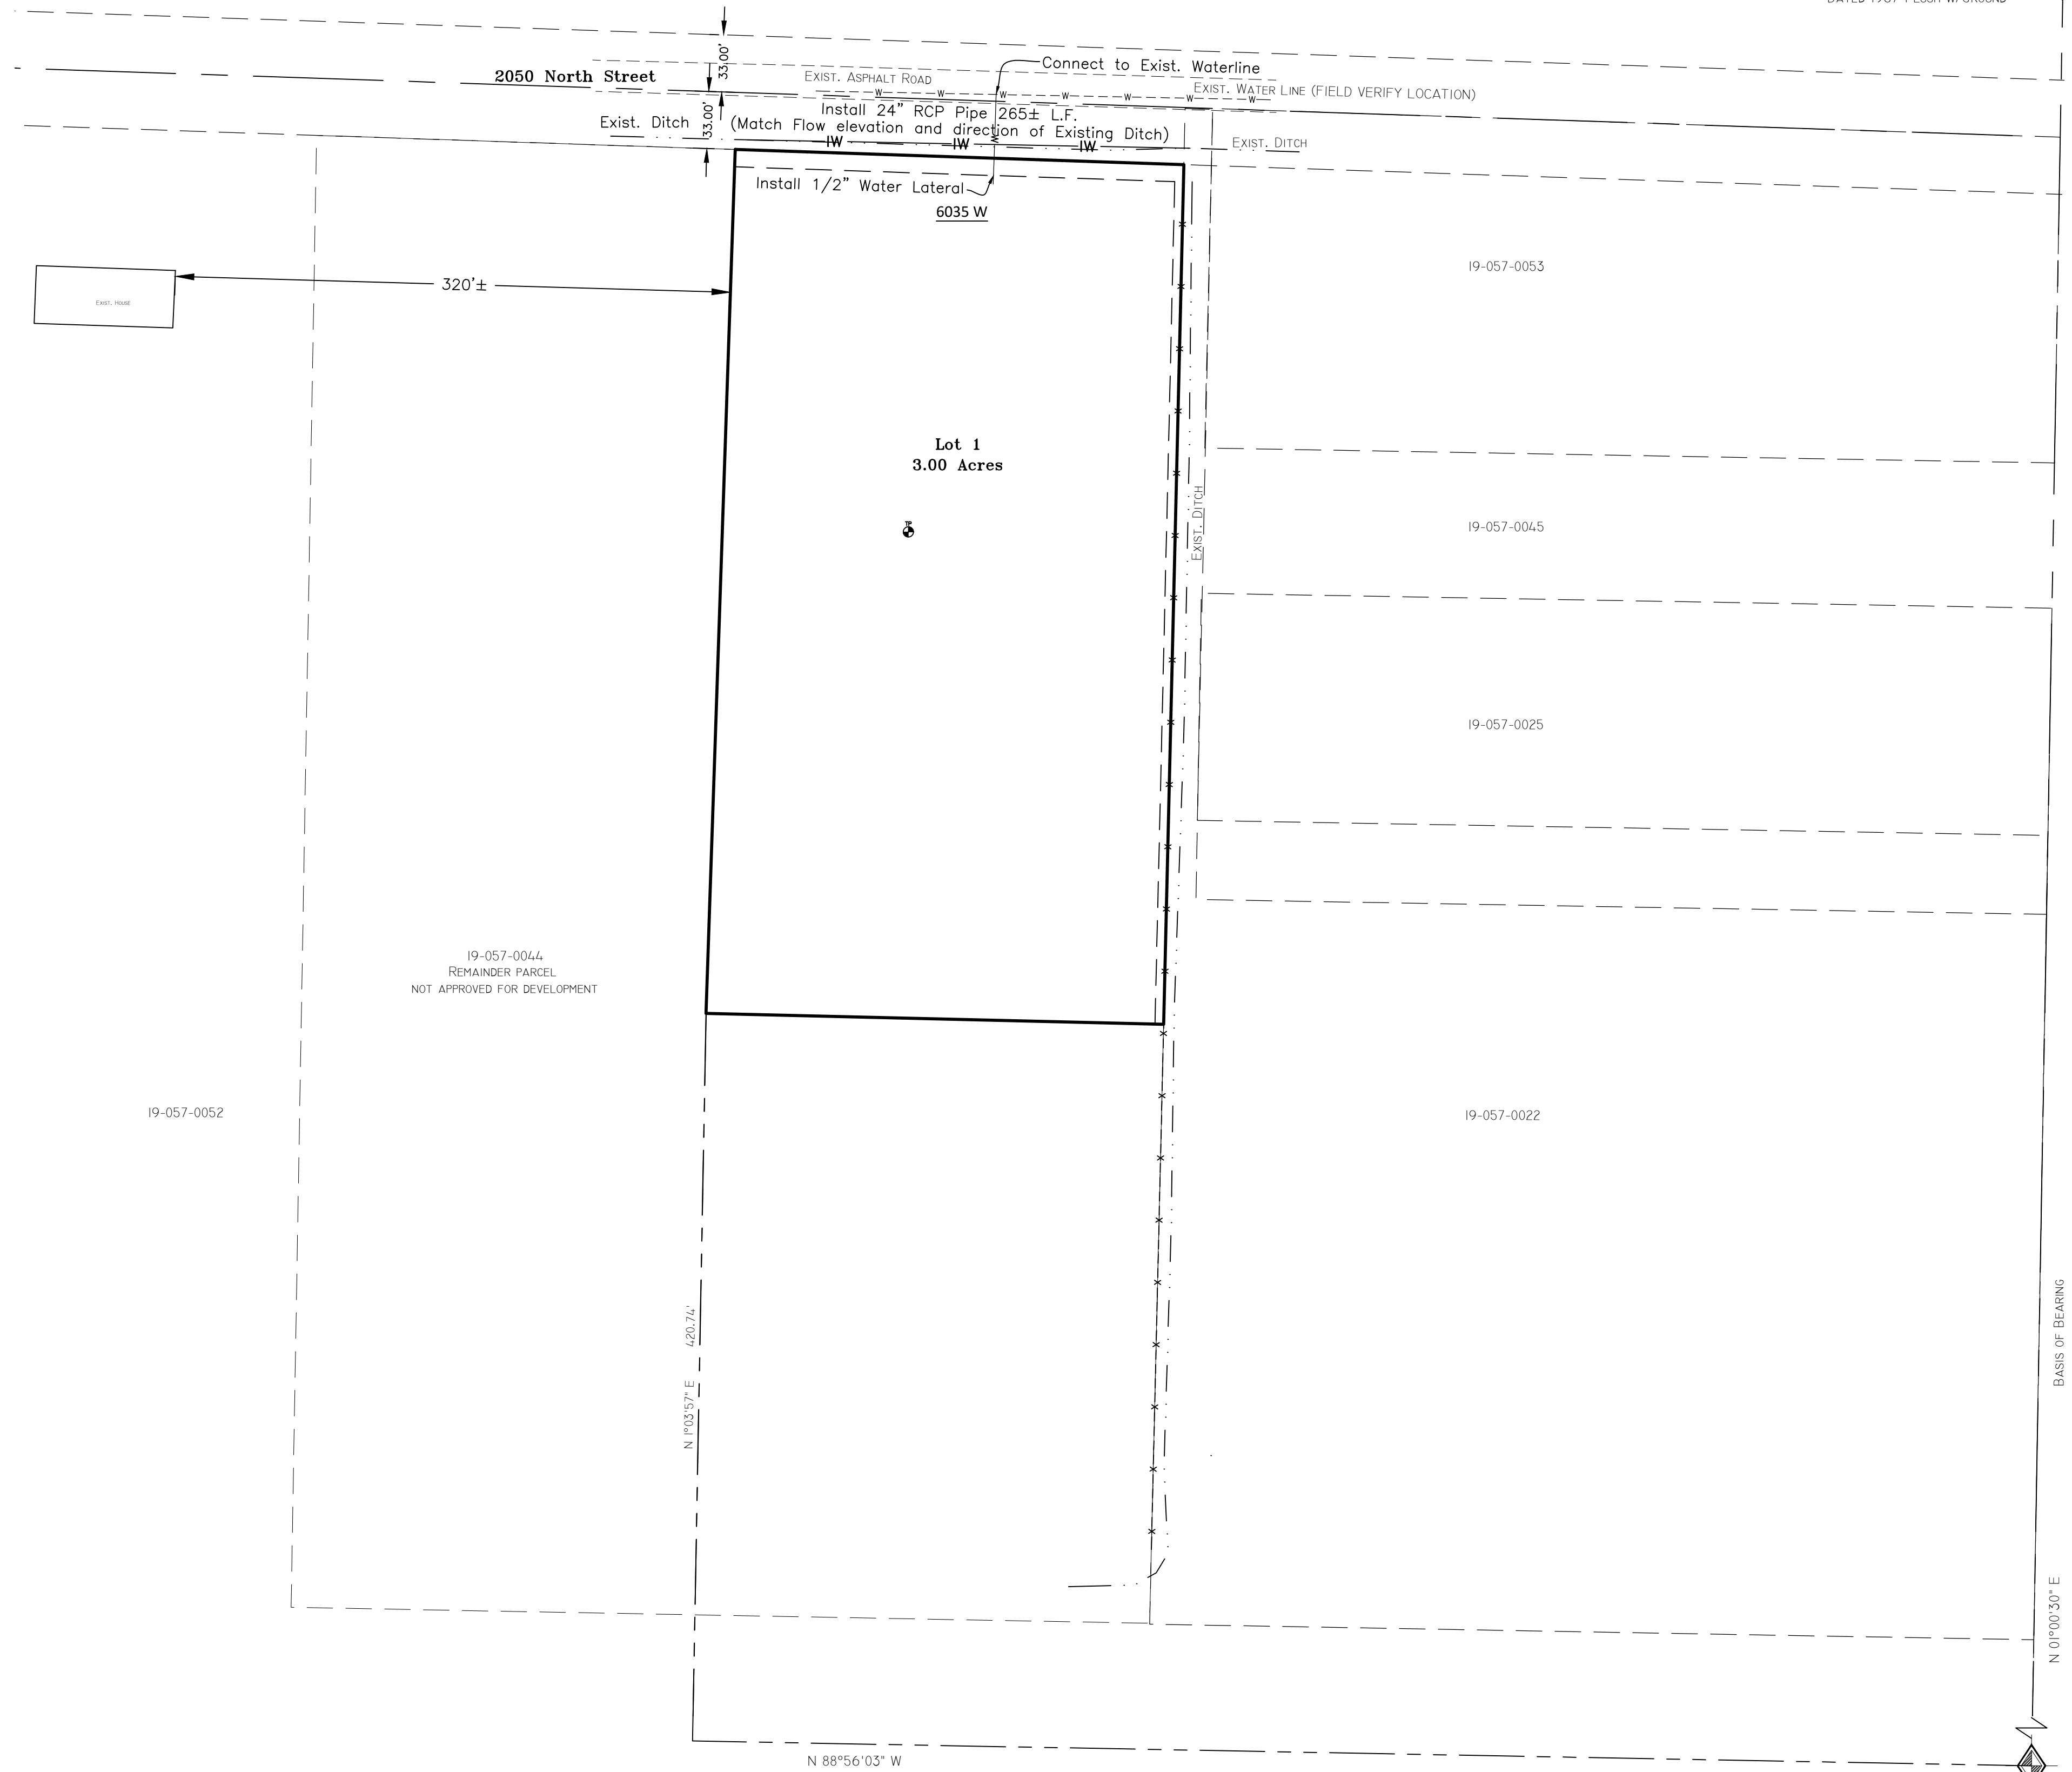 33.00'
2050 North Street
EXIST. ASPHALT ROAD
Connect to Exist. Waterline
W W W W W W W
EXIST. WATER LINE (FIELD VERIFY LOCATION)
33.00'
Install 24" RCP Pipe 265± L.F.
Exist. Ditch
(Match Flow elevation and direction of Existing Ditch)
W
IW IW IW
EXIST. DITCH
Install 1/2" Water Lateral
6035 W
19-057-0053
320'±
EXIST. HOUSE
Lot 1
3.00 Acres
TP
EXIST. DITCH
19-057-0045
19-057-0025
19-057-0044
REMAINDER PARCEL
NOT APPROVED FOR DEVELOPMENT
19-057-0052
19-057-0022
N 1°03'57" E 420.74'
BASIS OF BEARING
N 01°00'30" E
N 88°56'03" W